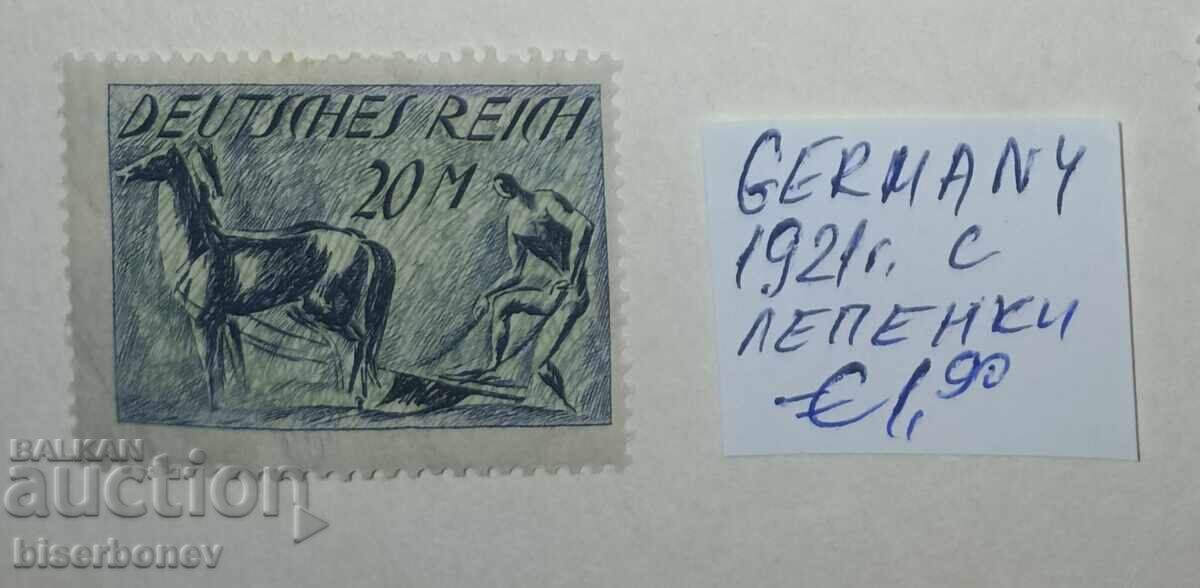 DEUTSCHES REICH
20 M
GERMANY
1921г. С
ЛЕПЕНКИ
€1,90
BALKAN
auction
biserbonev